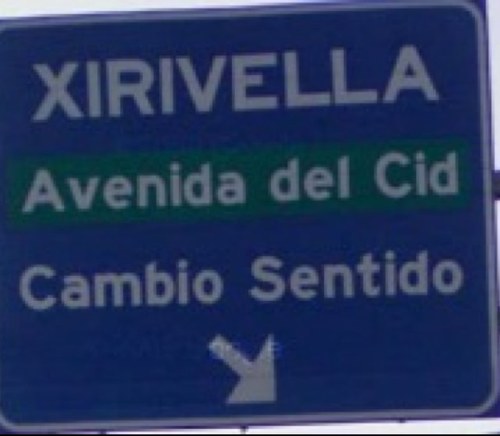 XIRIVELLA
Avenida del Cid
Cambio Sentido